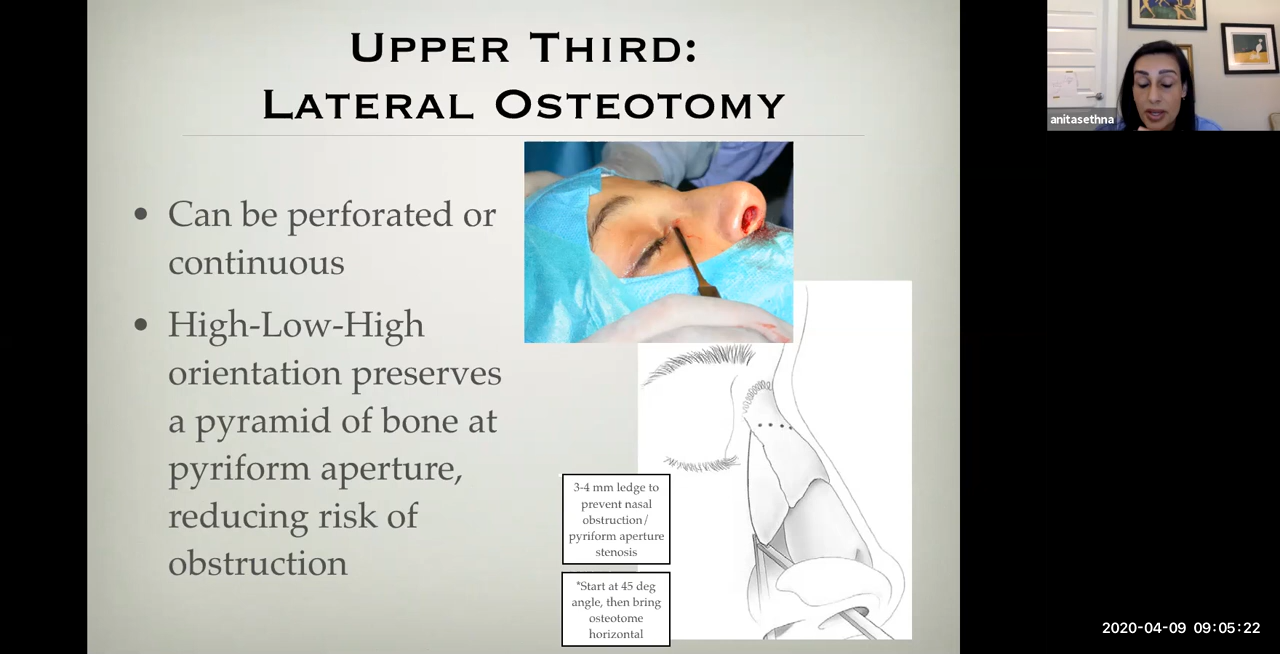 Upper Third:
Lateral Osteotomy
• Can be perforated or
continuous
• High-Low-High
orientation preserves
a pyramid of bone at
pyriform aperture,
reducing risk of
obstruction
3-4 mm ledge to
prevent nasal
obstruction/
pyriform aperture
stenosis
*Start at 45 deg
angle, then bring
osteotome
horizontal
anitasethna
2020-04-09 09:05:22